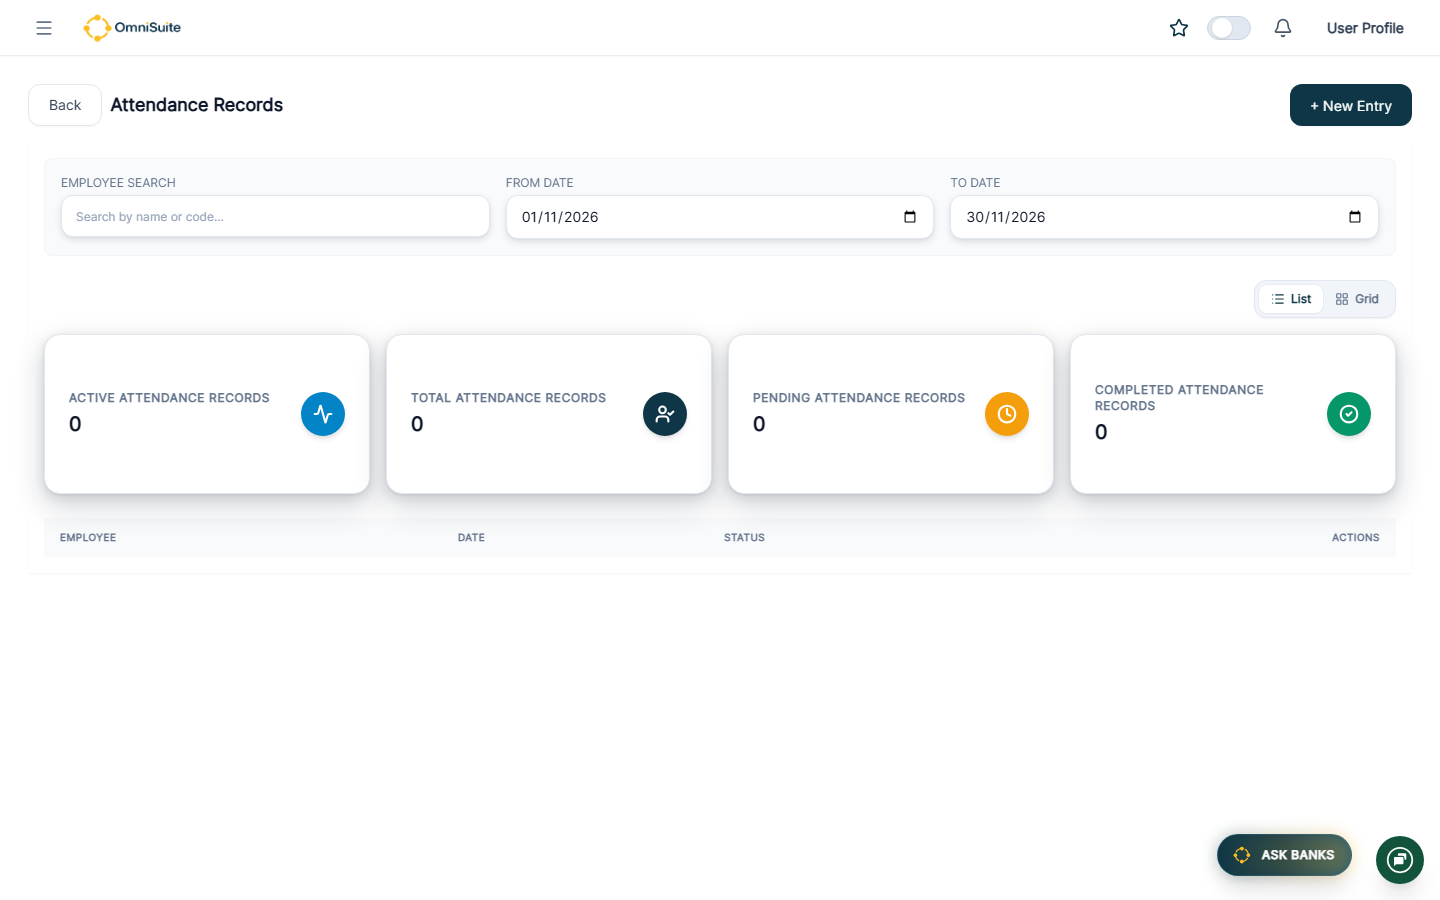 OmniSuite
User Profile
Back
Attendance Records
+ New Entry
EMPLOYEE SEARCH
FROM DATE
TO DATE
Search by name or code...
01/11/2026
30/11/2026
List
Grid
ACTIVE ATTENDANCE RECORDS
0
TOTAL ATTENDANCE RECORDS
0
PENDING ATTENDANCE RECORDS
0
COMPLETED ATTENDANCE
RECORDS
0
EMPLOYEE
DATE
STATUS
ACTIONS
ASK BANKS